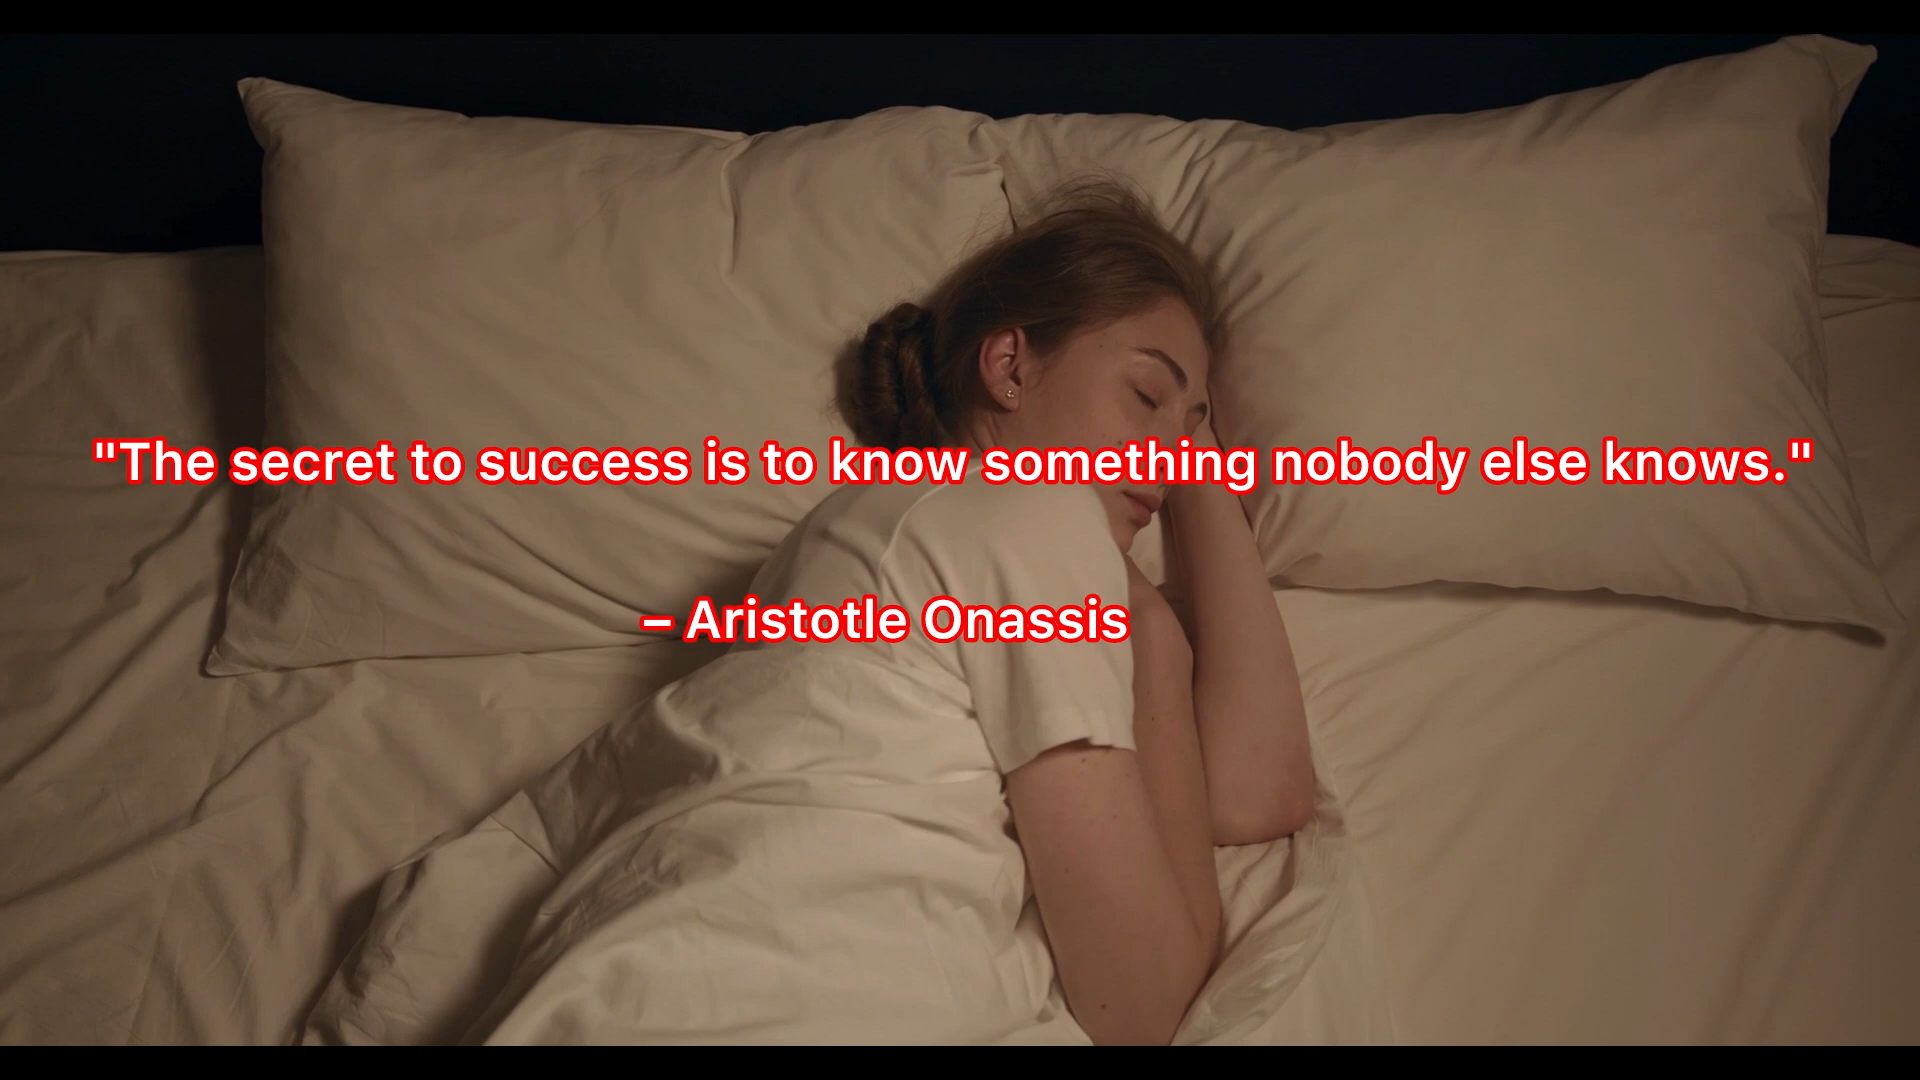 "The secret to success is to know something nobody else knows."
– Aristotle Onassis